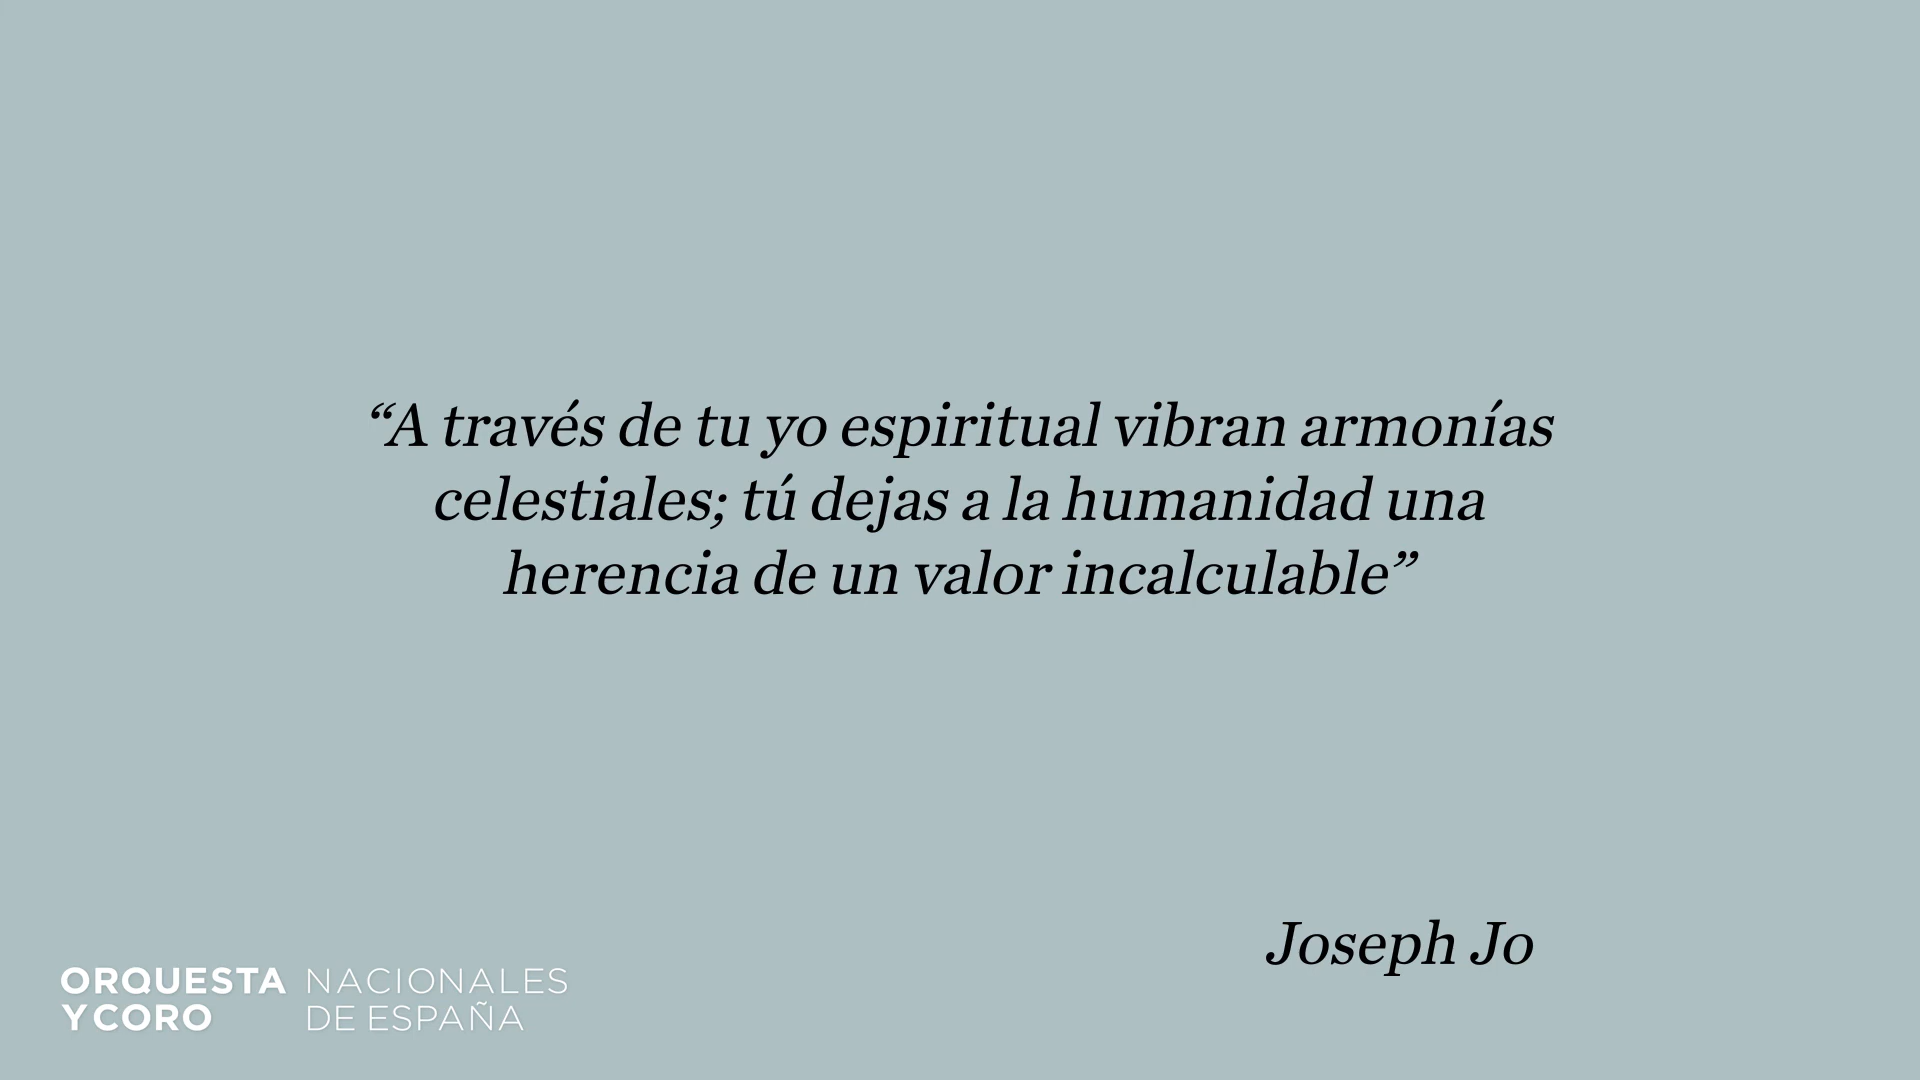 “A través de tu yo espiritual vibran armonías
celestiales; tú dejas a la humanidad una
herencia de un valor incalculable”
Joseph Jo
ORQUESTA NACIONALES
YCORO DE ESPAÑA